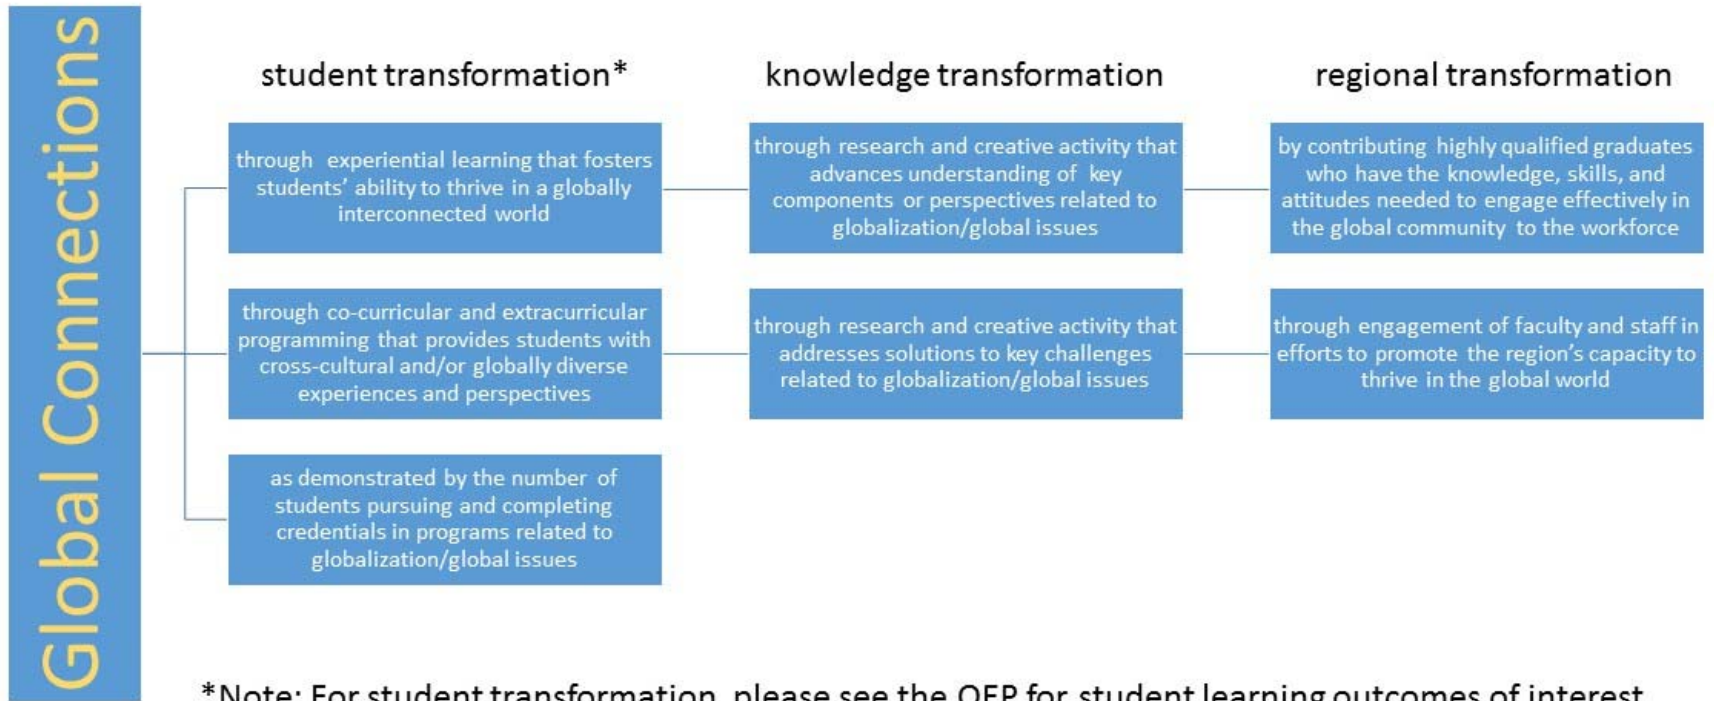 Global Connections
student transformation*
knowledge transformation
regional transformation
through experiential learning that fosters
students’ ability to thrive in a globally
interconnected world
through research and creative activity that
advances understanding of key
components or perspectives related to
globalization/global issues
by contributing highly qualified graduates
who have the knowledge, skills, and
attitudes needed to engage effectively in
the global community to the workforce
through co-curricular and extracurricular
programming that provides students with
cross-cultural and/or globally diverse
experiences and perspectives
through research and creative activity that
addresses solutions to key challenges
related to globalization/global issues
through engagement of faculty and staff in
efforts to promote the region’s capacity to
thrive in the global world
as demonstrated by the number of
students pursuing and completing
credentials in programs related to
globalization/global issues
*Note: For student transformation, please see the QEP for student learning outcomes of interest